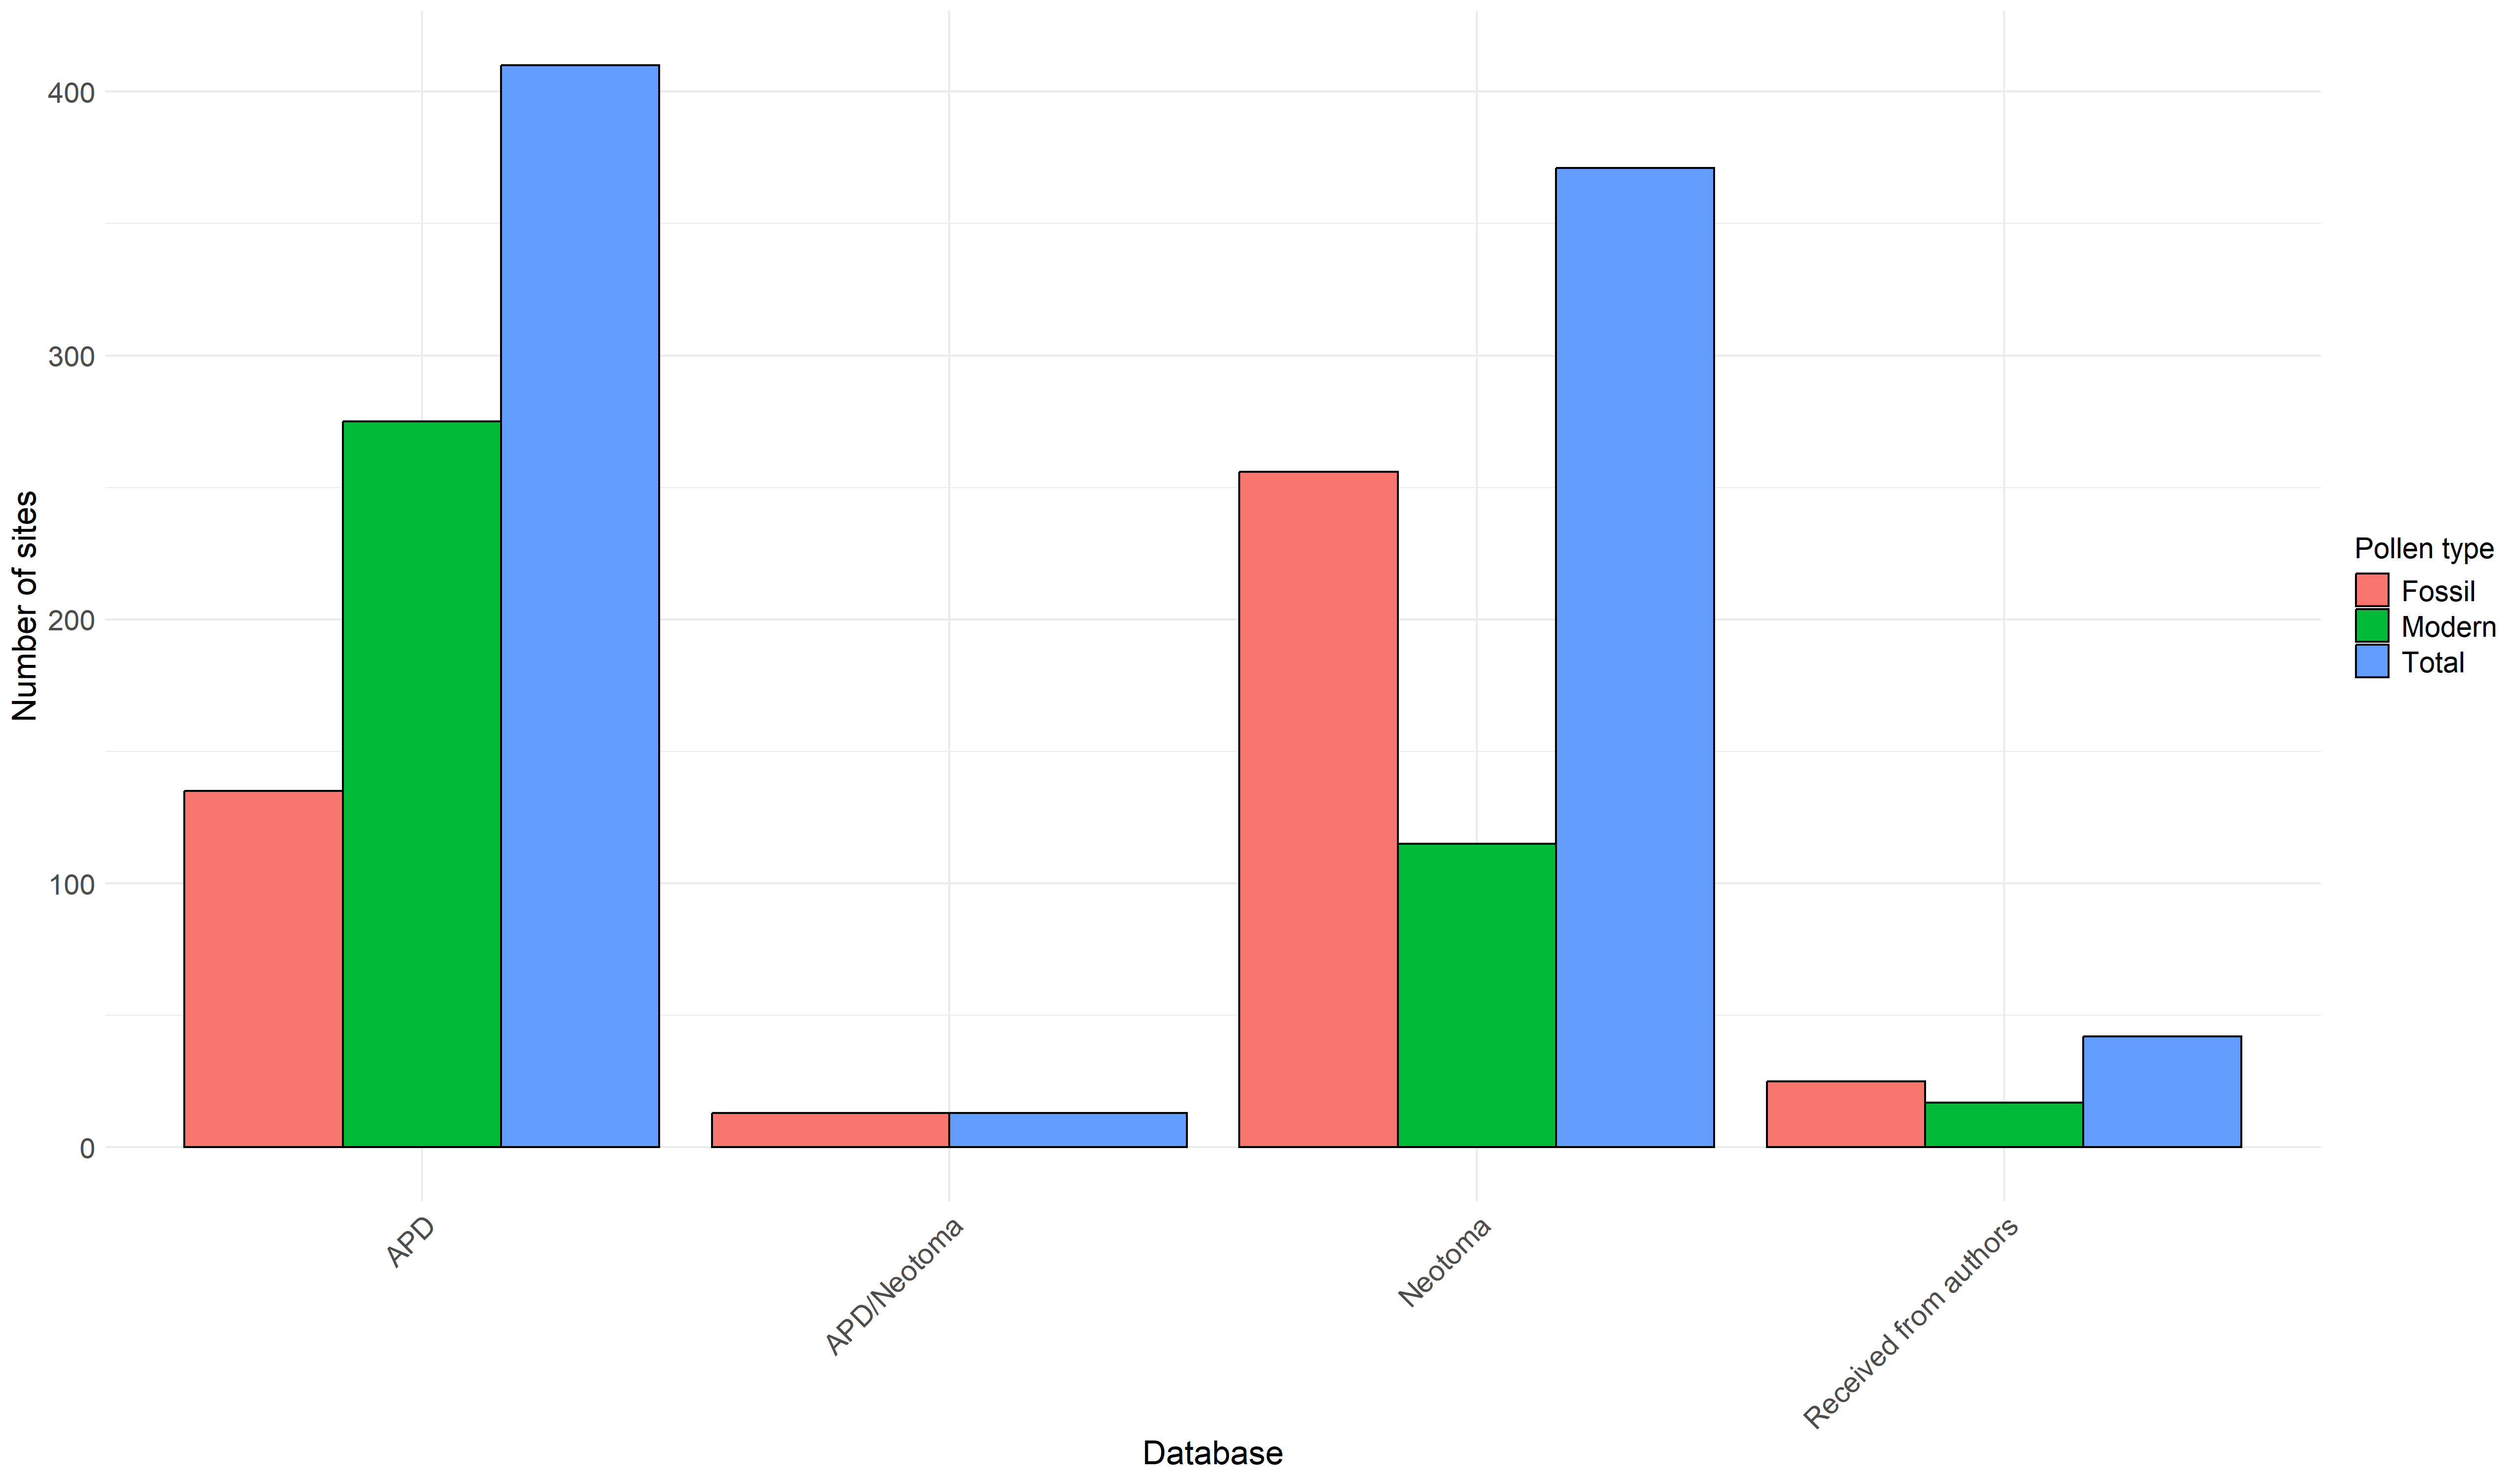 Number of sites
400
300
200
100
0
APD
APD/Neotoma
Neotoma
Received from authors
Database
Pollen type
Fossil
Modern
Total